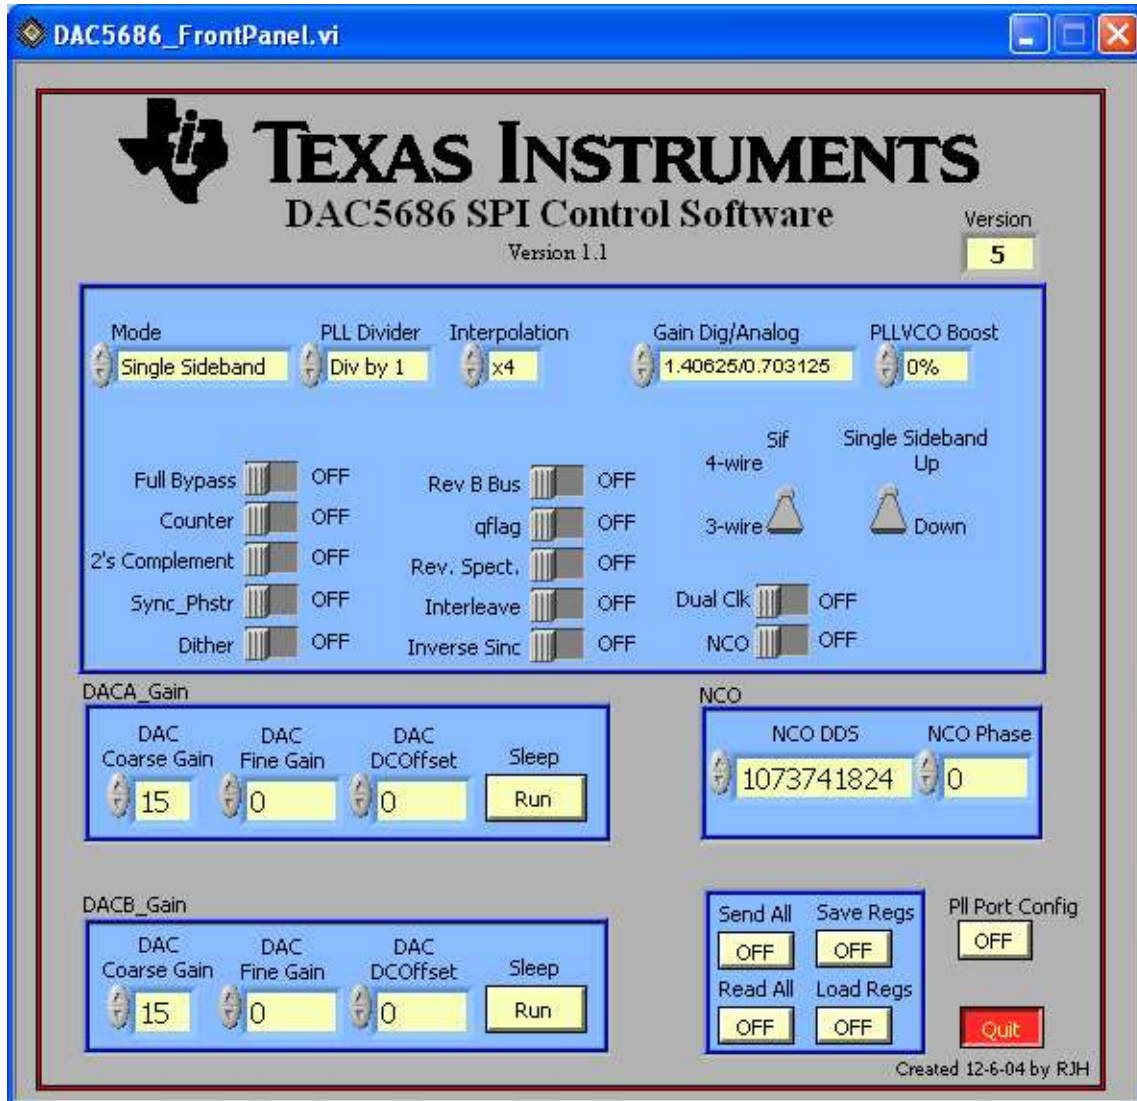 DAC5686_FrontPanel.vi
TEXAS INSTRUMENTS
DAC5686 SPI Control Software
Version 1.1
Version
5
Mode
PLL Divider
Interpolation
Gain Dig/Analog
PLLVCO Boost
Single Sideband
Div by 1
x4
1.40625/0.703125
0%
Full Bypass OFF
Counter OFF
2's Complement OFF
Sync_Phstr OFF
Dither OFF
Rev B Bus OFF
qflag OFF
Rev. Spect. OFF
Interleave OFF
Inverse Sinc OFF
Sif
4-wire
3-wire
Single Sideband
Up
Down
Dual Clk OFF
NCO OFF
DACA_Gain
DAC
Coarse Gain
DAC
Fine Gain
DAC
DCOffset
Sleep
15
0
0
Run
NCO
NCO DDS
NCO Phase
1073741824
0
DACB_Gain
DAC
Coarse Gain
DAC
Fine Gain
DAC
DCOffset
Sleep
15
0
0
Run
Send All
Save Regs
OFF
OFF
Read All
Load Regs
OFF
OFF
Pll Port Config
OFF
Quit
Created 12-6-04 by RJH